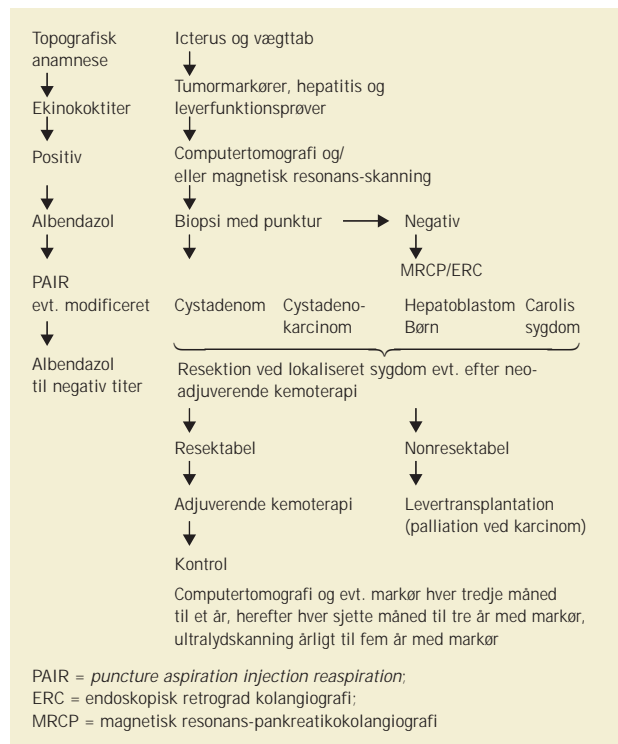 Topografisk
anamnese
Ekinokoktiter
Positiv
Albendazol
PAIR
evt. modificeret
Albendazol
til negativ titer
Icterus og vægttab
Tumormarkører, hepatitis og
leverfunktionsprøver
Computertomografi og/
eller magnetisk resonans-skanning
Biopsi med punktur
Negativ
MRCP/ERC
Cystadenom
Cystadeno-
karcinom
Hepatoblastom
Børn
Carolis
sygdom
Resektion ved lokaliseret sygdom evt. efter neo-
adjuverende kemoterapi
Resektabel
Nonresektabel
Adjuverende kemoterapi
Levertransplantation
(palliation ved karcinom)
Kontrol
Computertomografi og evt. markør hver tredje måned
til et år, herefter hver sjette måned til tre år med markør,
ultralydskanning årligt til fem år med markør
PAIR = puncture aspiration injection reaspiration;
ERC = endoskopisk retrograd kolangiografi;
MRCP = magnetisk resonans-pankreatikokolangiografi